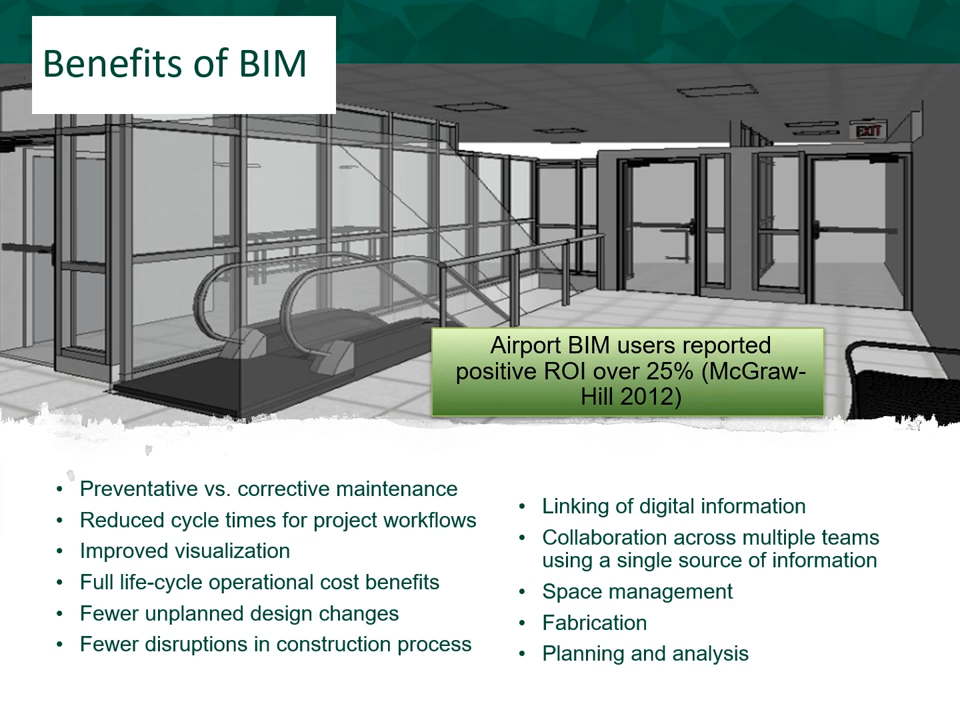 Benefits of BIM
EXIT
Airport BIM users reported
positive ROI over 25% (McGraw-
Hill 2012)
• Preventative vs. corrective maintenance
• Reduced cycle times for project workflows
• Improved visualization
• Full life-cycle operational cost benefits
• Fewer unplanned design changes
• Fewer disruptions in construction process
• Linking of digital information
• Collaboration across multiple teams
using a single source of information
• Space management
• Fabrication
• Planning and analysis